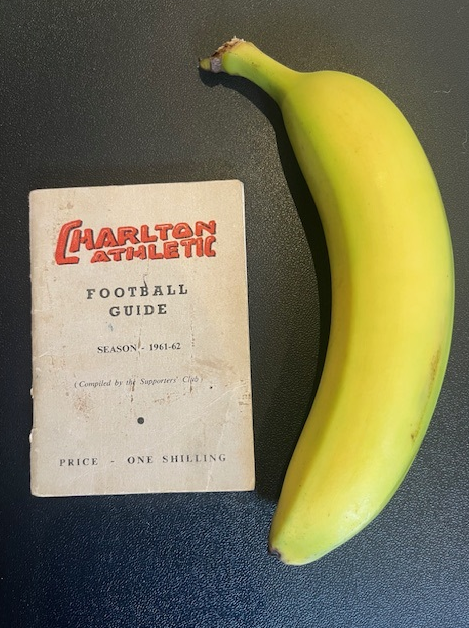 CHARLTON
ATHLETIC
FOOTBALL
GUIDE
SEASON - 1961-62
(Compiled by the Supporters' Club)
PRICE - ONE SHILLING